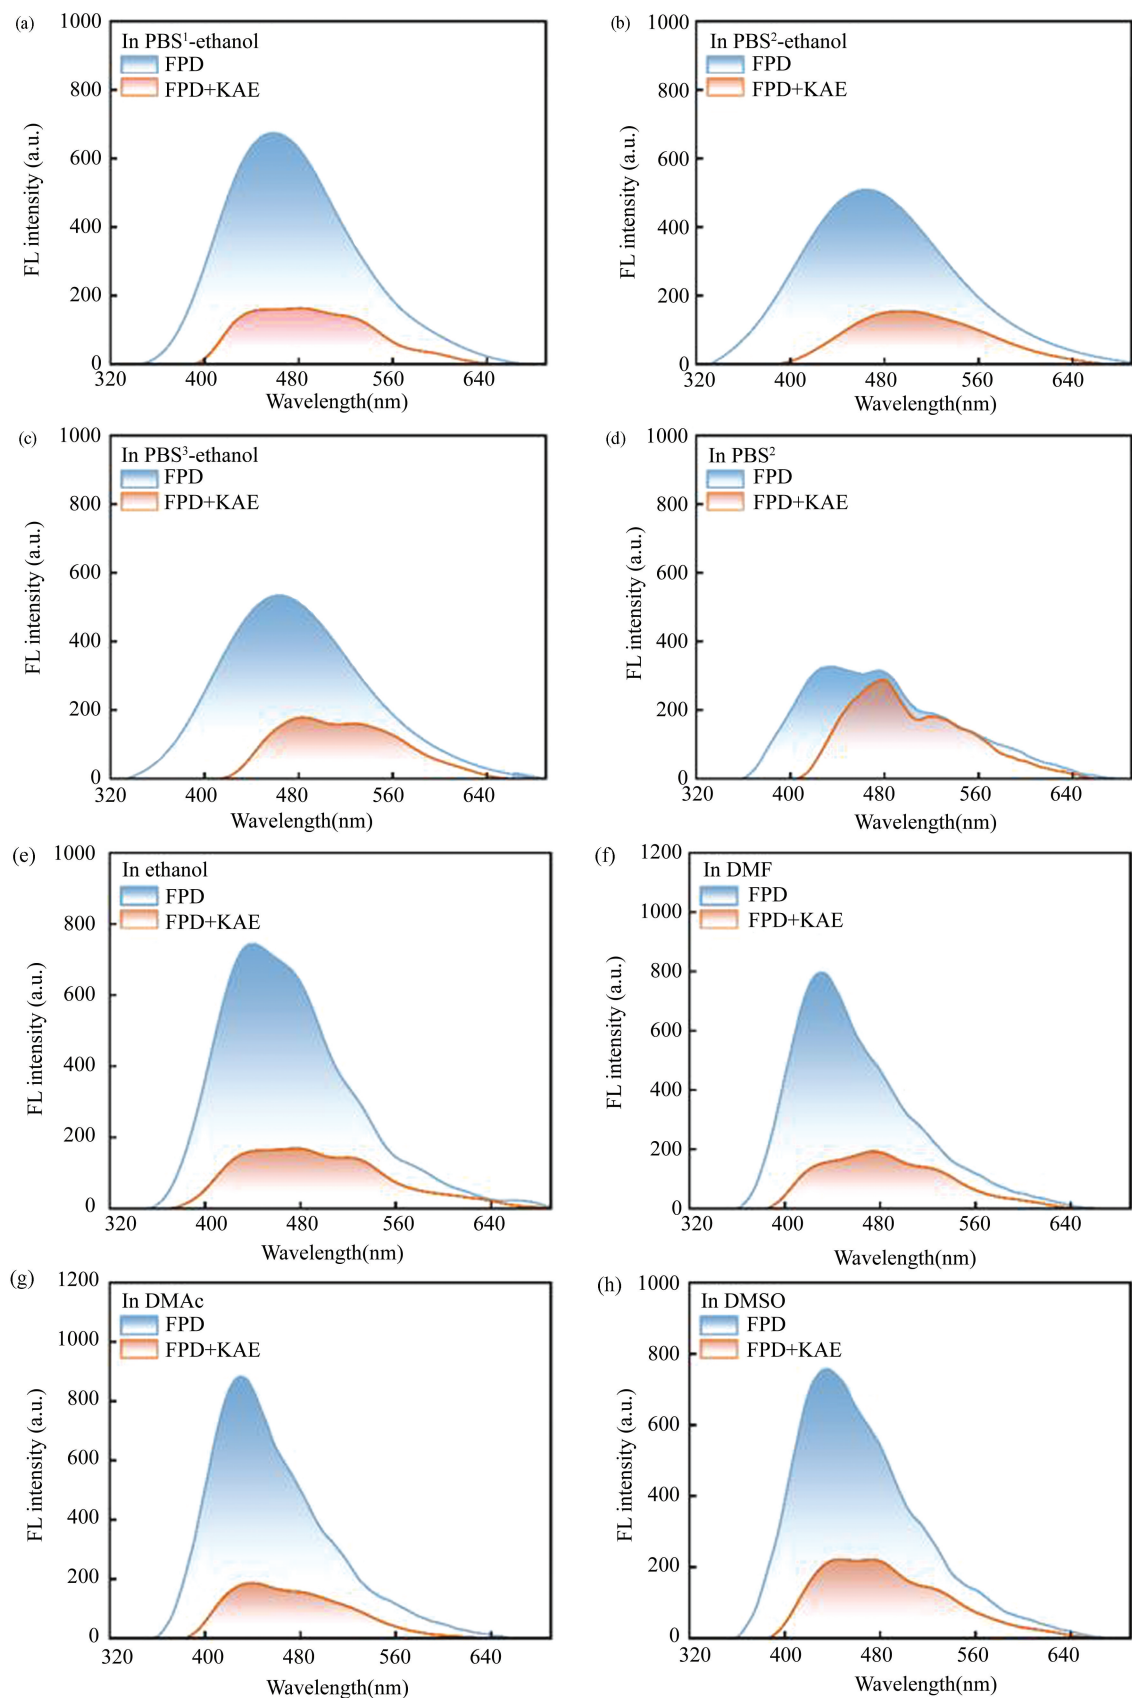 (a)
1000
800
600
400
200
0
FL intensity (a.u.)
In PBS¹-ethanol
FPD
FPD+KAE
320 400 480 560 640
Wavelength(nm)
(b)
1000
800
600
400
200
0
FL intensity (a.u.)
In PBS²-ethanol
FPD
FPD+KAE
320 400 480 560 640
Wavelength(nm)
(c)
1000
800
600
400
200
0
FL intensity (a.u.)
In PBS³-ethanol
FPD
FPD+KAE
320 400 480 560 640
Wavelength(nm)
(d)
1000
800
600
400
200
0
FL intensity (a.u.)
In PBS²
FPD
FPD+KAE
320 400 480 560 640
Wavelength(nm)
(e)
1000
800
600
400
200
0
FL intensity (a.u.)
In ethanol
FPD
FPD+KAE
320 400 480 560 640
Wavelength(nm)
(f)
1200
1000
800
600
400
200
0
FL intensity (a.u.)
In DMF
FPD
FPD+KAE
320 400 480 560 640
Wavelength(nm)
(g)
1200
1000
800
600
400
200
0
FL intensity (a.u.)
In DMAc
FPD
FPD+KAE
320 400 480 560 640
Wavelength(nm)
(h)
1000
800
600
400
200
0
FL intensity (a.u.)
In DMSO
FPD
FPD+KAE
320 400 480 560 640
Wavelength(nm)